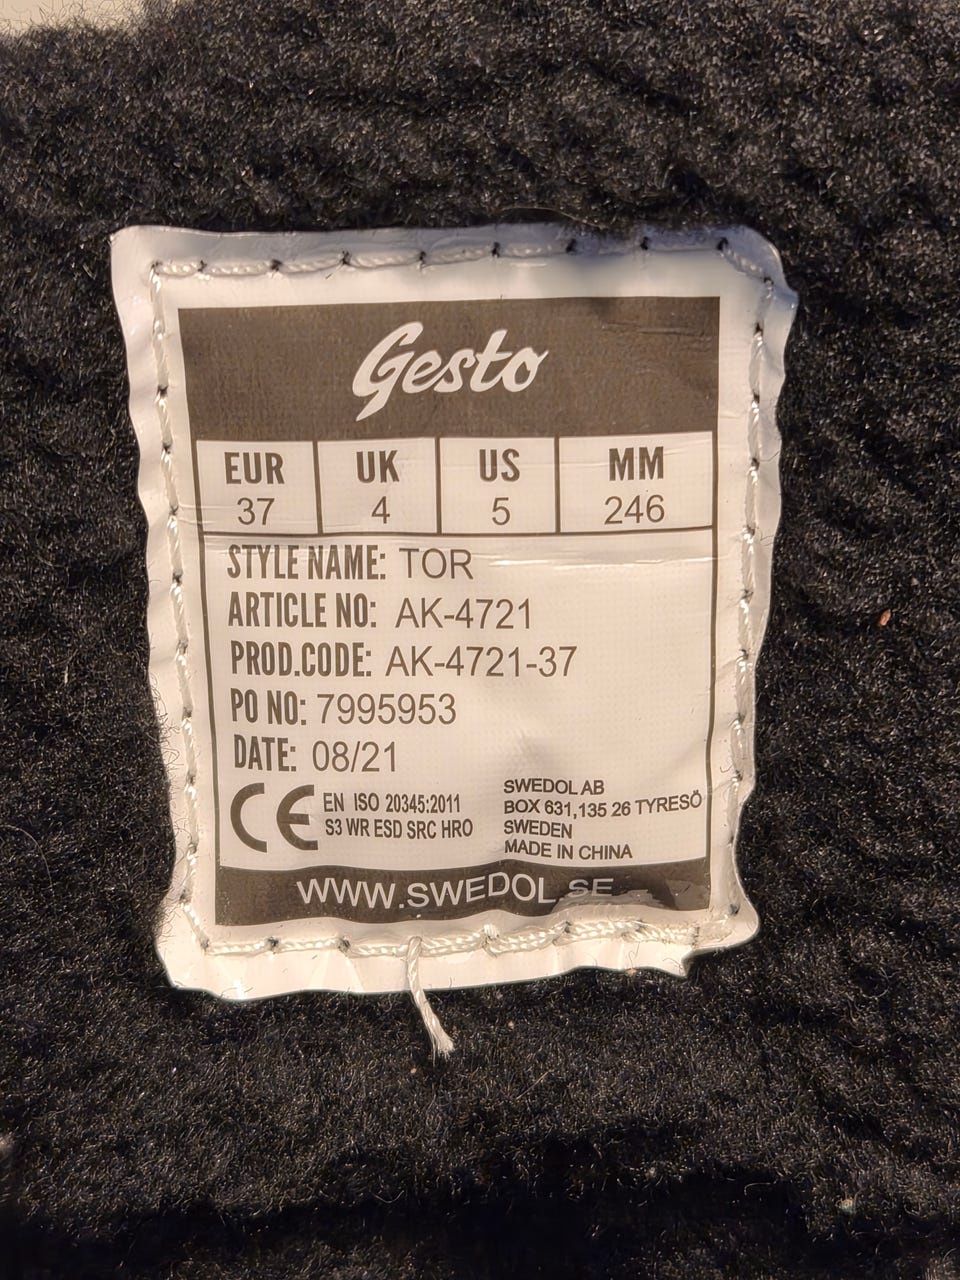 Gesto
EUR UK US MM
37 4 5 246
STYLE NAME: TOR
ARTICLE NO: AK-4721
PROD.CODE: AK-4721-37
PO NO: 7995953
DATE: 08/21
CE EN ISO 20345:2011
S3 WR ESD SRC HRO
SWEDOL AB
BOX 631,135 26 TYRESÖ
SWEDEN
MADE IN CHINA
WWW.SWEDOL.SE